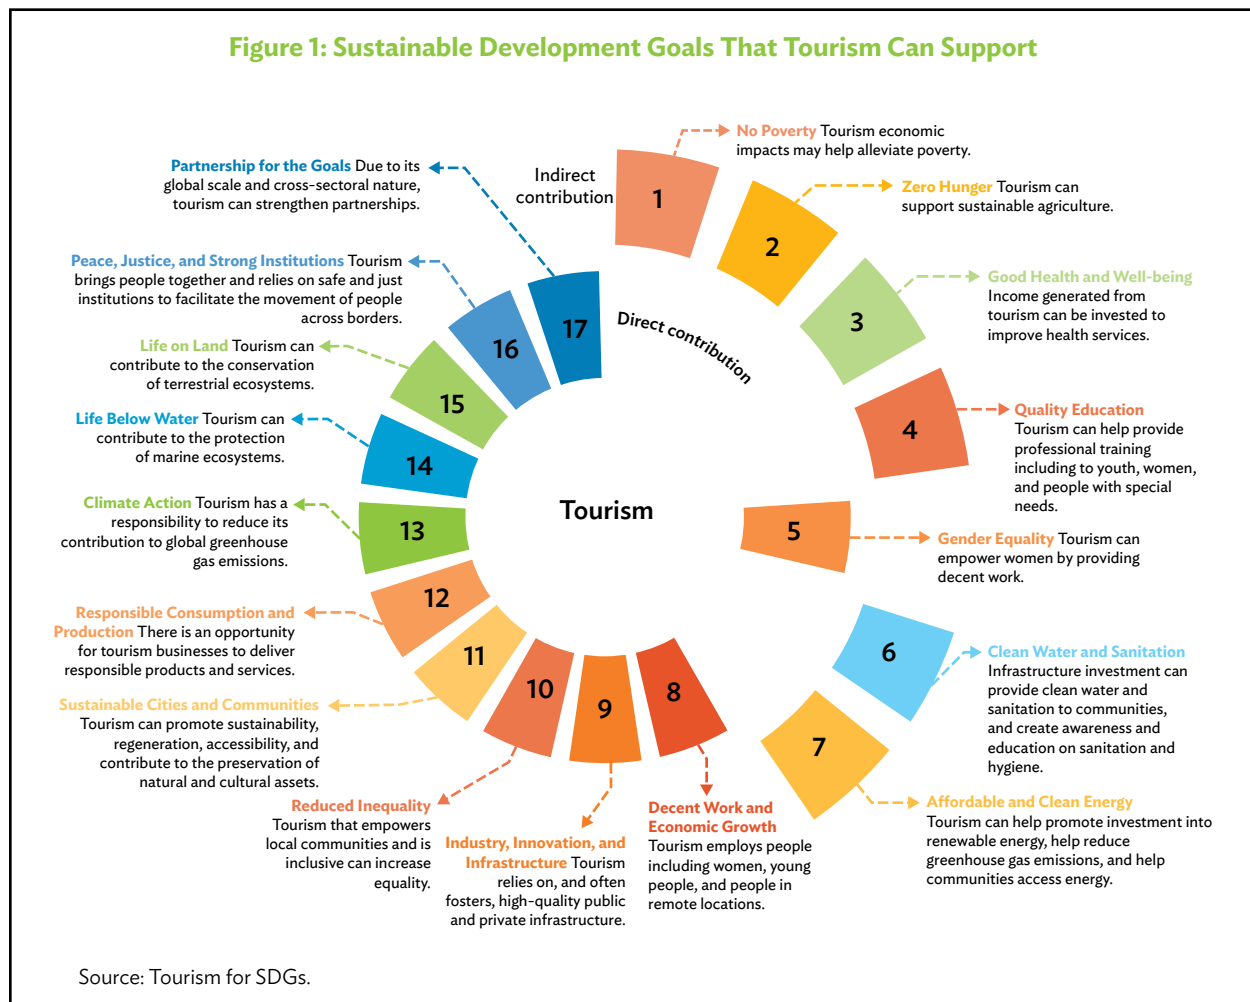 Figure 1: Sustainable Development Goals That Tourism Can Support
Indirect
contribution
Direct contribution
Tourism
1
No Poverty Tourism economic
impacts may help alleviate poverty.
2
Zero Hunger Tourism can
support sustainable agriculture.
3
Good Health and Well-being
Income generated from
tourism can be invested to
improve health services.
4
Quality Education
Tourism can help provide
professional training
including to youth, women,
and people with special
needs.
5
Gender Equality Tourism can
empower women by providing
decent work.
6
Clean Water and Sanitation
Infrastructure investment can
provide clean water and
sanitation to communities,
and create awareness and
education on sanitation and
hygiene.
7
Affordable and Clean Energy
Tourism can help promote investment into
renewable energy, help reduce
greenhouse gas emissions, and help
communities access energy.
8
Decent Work and
Economic Growth
Tourism employs people
including women, young
people, and people in
remote locations.
9
Industry, Innovation, and
Infrastructure Tourism
relies on, and often
fosters, high-quality public
and private infrastructure.
10
Reduced Inequality
Tourism that empowers
local communities and is
inclusive can increase
equality.
11
Sustainable Cities and Communities
Tourism can promote sustainability,
regeneration, accessibility, and
contribute to the preservation of
natural and cultural assets.
12
Responsible Consumption and
Production There is an opportunity
for tourism businesses to deliver
responsible products and services.
13
Climate Action Tourism has a
responsibility to reduce its
contribution to global greenhouse
gas emissions.
14
Life Below Water Tourism can
contribute to the protection
of marine ecosystems.
15
Life on Land Tourism can
contribute to the conservation
of terrestrial ecosystems.
16
Peace, Justice, and Strong Institutions Tourism
brings people together and relies on safe and just
institutions to facilitate the movement of people
across borders.
17
Partnership for the Goals Due to its
global scale and cross-sectoral nature,
tourism can strengthen partnerships.
Source: Tourism for SDGs.